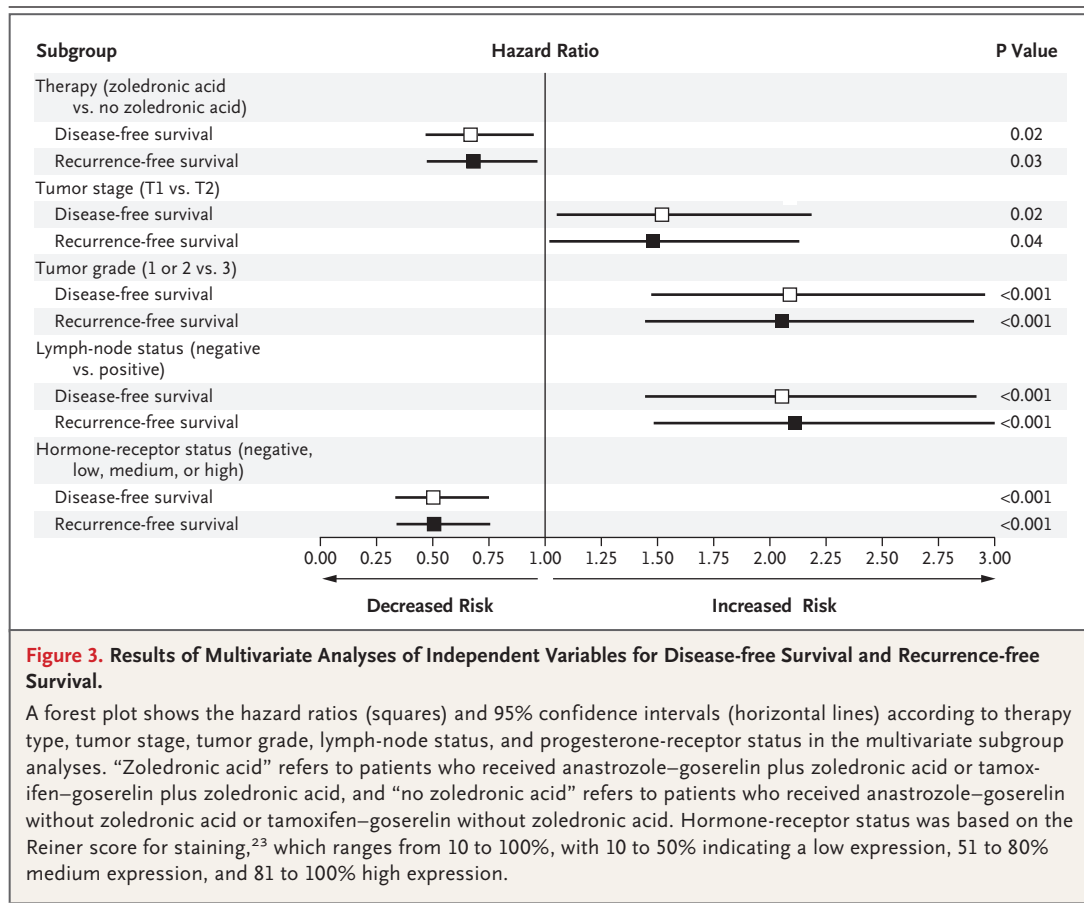 Subgroup Hazard Ratio P Value
Therapy (zoledronic acid
vs. no zoledronic acid)
Disease-free survival 0.02
Recurrence-free survival 0.03
Tumor stage (T1 vs. T2)
Disease-free survival 0.02
Recurrence-free survival 0.04
Tumor grade (1 or 2 vs. 3)
Disease-free survival <0.001
Recurrence-free survival <0.001
Lymph-node status (negative
vs. positive)
Disease-free survival <0.001
Recurrence-free survival <0.001
Hormone-receptor status (negative,
low, medium, or high)
Disease-free survival <0.001
Recurrence-free survival <0.001
0.00 0.25 0.50 0.75 1.00 1.25 1.50 1.75 2.00 2.25 2.50 2.75 3.00
Decreased Risk Increased Risk
Figure 3. Results of Multivariate Analyses of Independent Variables for Disease-free Survival and Recurrence-free
Survival.
A forest plot shows the hazard ratios (squares) and 95% confidence intervals (horizontal lines) according to therapy
type, tumor stage, tumor grade, lymph-node status, and progesterone-receptor status in the multivariate subgroup
analyses. “Zoledronic acid” refers to patients who received anastrozole–goserelin plus zoledronic acid or tamox-
ifen–goserelin plus zoledronic acid, and “no zoledronic acid” refers to patients who received anastrozole–goserelin
without zoledronic acid or tamoxifen–goserelin without zoledronic acid. Hormone-receptor status was based on the
Reiner score for staining,²³ which ranges from 10 to 100%, with 10 to 50% indicating a low expression, 51 to 80%
medium expression, and 81 to 100% high expression.